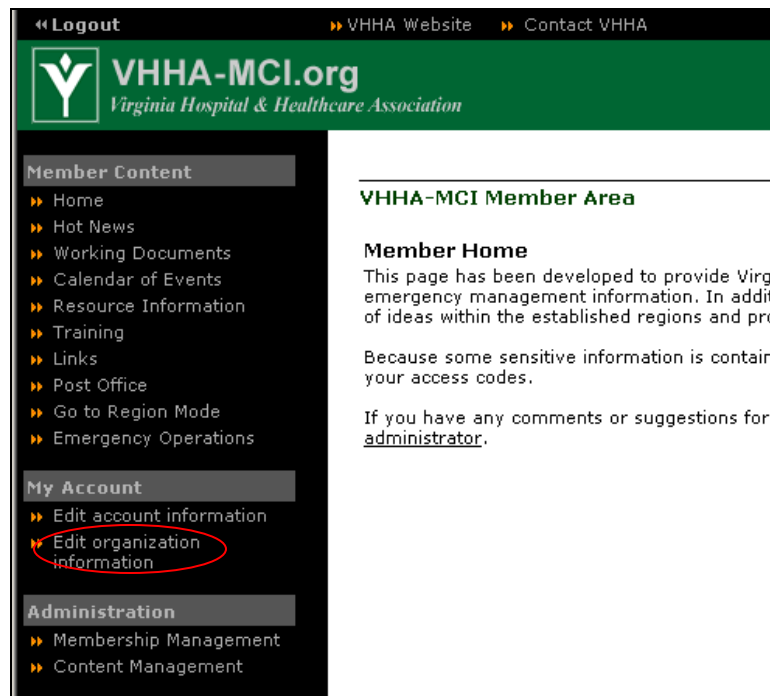 Logout
VHHA Website
Contact VHHA
VHHA-MCI.org
Virginia Hospital & Healthcare Association
Member Content
Home
Hot News
Working Documents
Calendar of Events
Resource Information
Training
Links
Post Office
Go to Region Mode
Emergency Operations
My Account
Edit account information
Edit organization
information
Administration
Membership Management
Content Management
VHHA-MCI Member Area
Member Home
This page has been developed to provide
emergency management information. In
of ideas within the established regions and
Because some sensitive information is
your access codes.
If you have any comments or suggestions for
administrator.